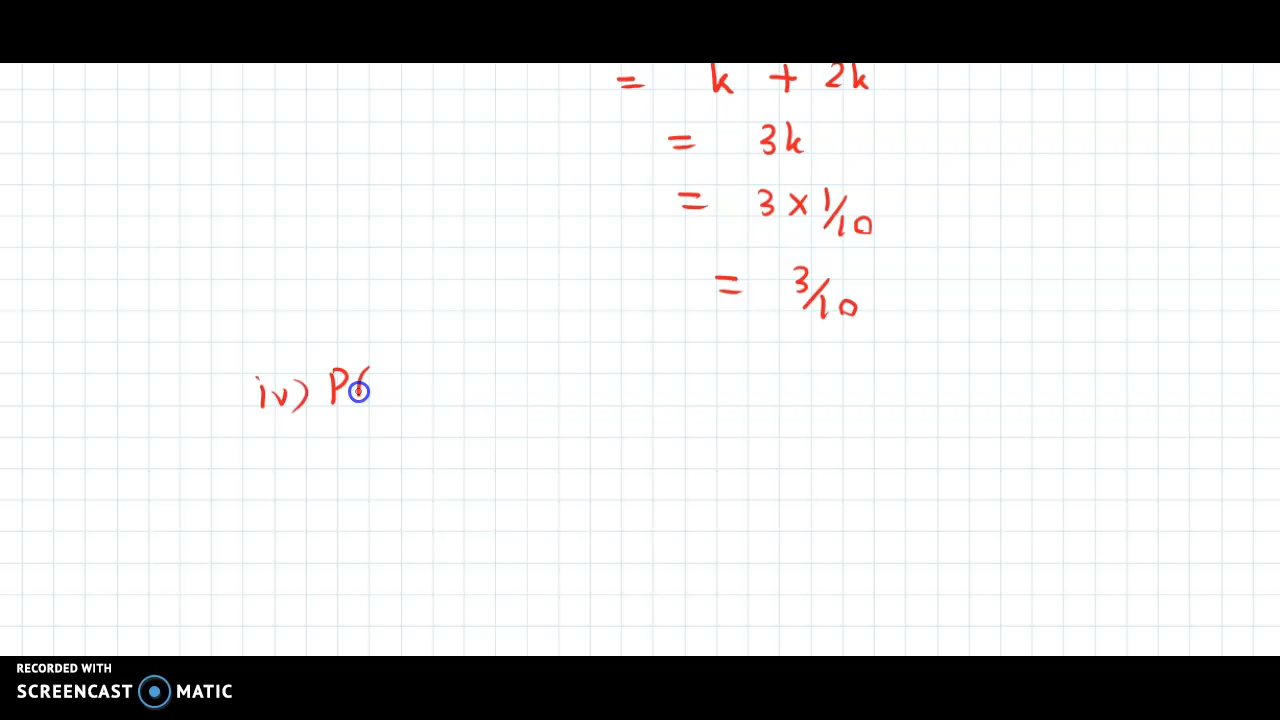 = k + 2k
= 3k
= 3 × 1/10
= 3/10
iv) P(
RECORDED WITH
SCREENCAST MATIC